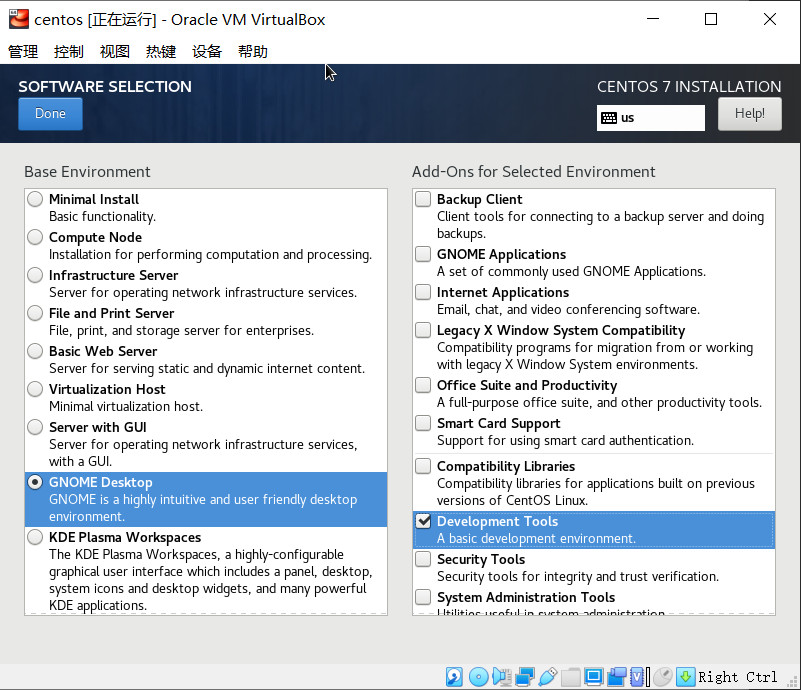 centos [正在运行] - Oracle VM VirtualBox
管理 控制 视图 热键 设备 帮助
SOFTWARE SELECTION
CENTOS 7 INSTALLATION
Done
us
Help!
Base Environment
Minimal Install
Basic functionality.
Compute Node
Installation for performing computation and processing.
Infrastructure Server
Server for operating network infrastructure services.
File and Print Server
File, print, and storage server for enterprises.
Basic Web Server
Server for serving static and dynamic internet content.
Virtualization Host
Minimal virtualization host.
Server with GUI
Server for operating network infrastructure services,
with a GUI.
GNOME Desktop
GNOME is a highly intuitive and user friendly desktop
environment.
KDE Plasma Workspaces
The KDE Plasma Workspaces, a highly-configurable
graphical user interface which includes a panel, desktop,
system icons and desktop widgets, and many powerful
KDE applications.
Add-Ons for Selected Environment
Backup Client
Client tools for connecting to a backup server and doing
backups.
GNOME Applications
A set of commonly used GNOME Applications.
Internet Applications
Email, chat, and video conferencing software.
Legacy X Window System Compatibility
Compatibility programs for migration from or working
with legacy X Window System environments.
Office Suite and Productivity
A full-purpose office suite, and other productivity tools.
Smart Card Support
Support for using smart card authentication.
Compatibility Libraries
Compatibility libraries for applications built on previous
versions of CentOS Linux.
Development Tools
A basic development environment.
Security Tools
Security tools for integrity and trust verification.
System Administration Tools
Utilities useful in system administration.
Right Ctrl